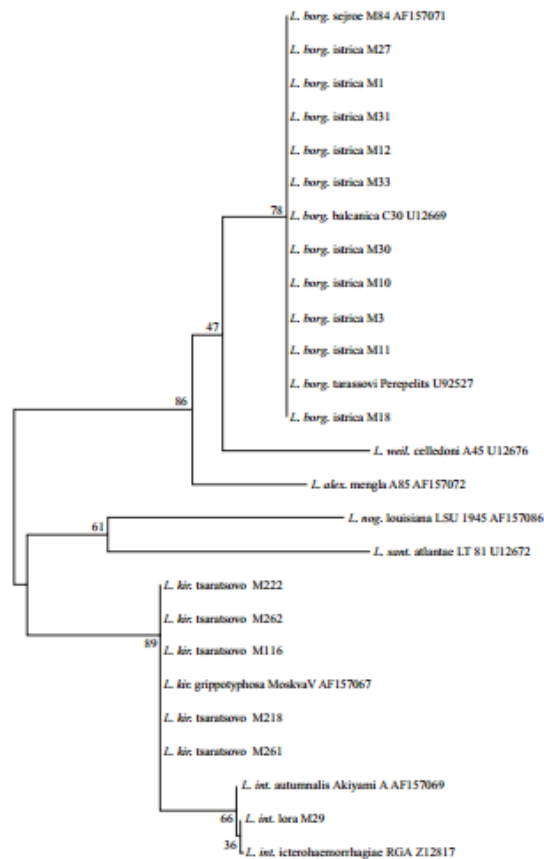 L. borg. sejroe M84 AF157071
L. borg. istrica M27
L. borg. istrica M1
L. borg. istrica M31
L. borg. istrica M12
L. borg. istrica M33
78
L. borg. balcanica C30 U12669
L. borg. istrica M30
L. borg. istrica M10
L. borg. istrica M3
47
L. borg. istrica M11
L. borg. tarassovi Perepelits U92527
86
L. borg. istrica M18
L. weil. celledoni A45 U12676
L. alex. mengla A85 AF157072
L. nog. louisiana LSU 1945 AF157086
61
L. sant. atlantae LT 81 U12672
L. kir. tsaratsovo M222
L. kir. tsaratsovo M262
89
L. kir. tsaratsovo M116
L. kir. grippotyphosa MoskvaV AF157067
L. kir. tsaratsovo M218
L. kir. tsaratsovo M261
L. int. autumnalis Akiyami A AF157069
66
L. int. lora M29
36
L. int. icterohaemorrhagiae RGA Z12817